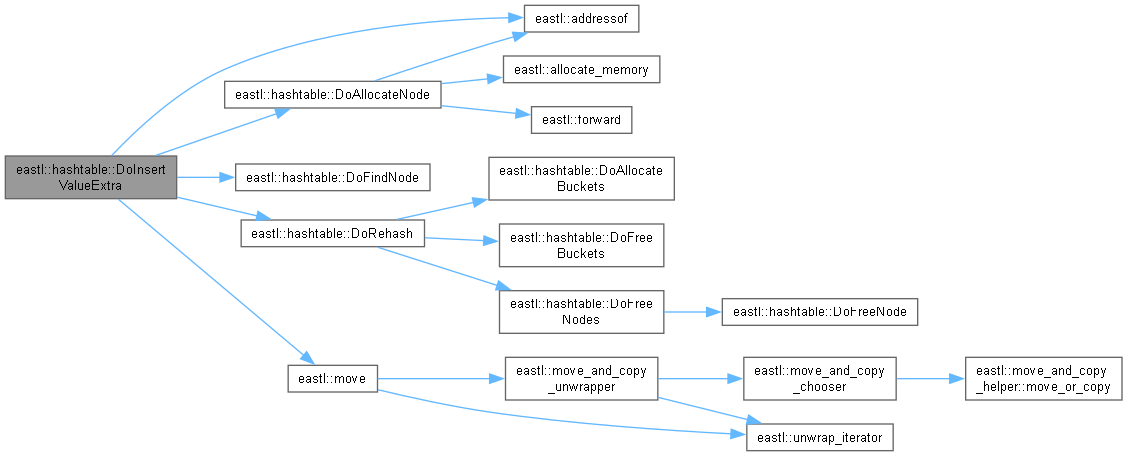 eastl::addressof
eastl::allocate_memory
eastl::hashtable::DoAllocateNode
eastl::forward
eastl::hashtable::DoInsert
ValueExtra
eastl::hashtable::DoFindNode
eastl::hashtable::DoAllocate
Buckets
eastl::hashtable::DoRehash
eastl::hashtable::DoFree
Buckets
eastl::hashtable::DoFree
Nodes
eastl::hashtable::DoFreeNode
eastl::move
eastl::move_and_copy
_unwrapper
eastl::move_and_copy
_chooser
eastl::move_and_copy
_helper::move_or_copy
eastl::unwrap_iterator